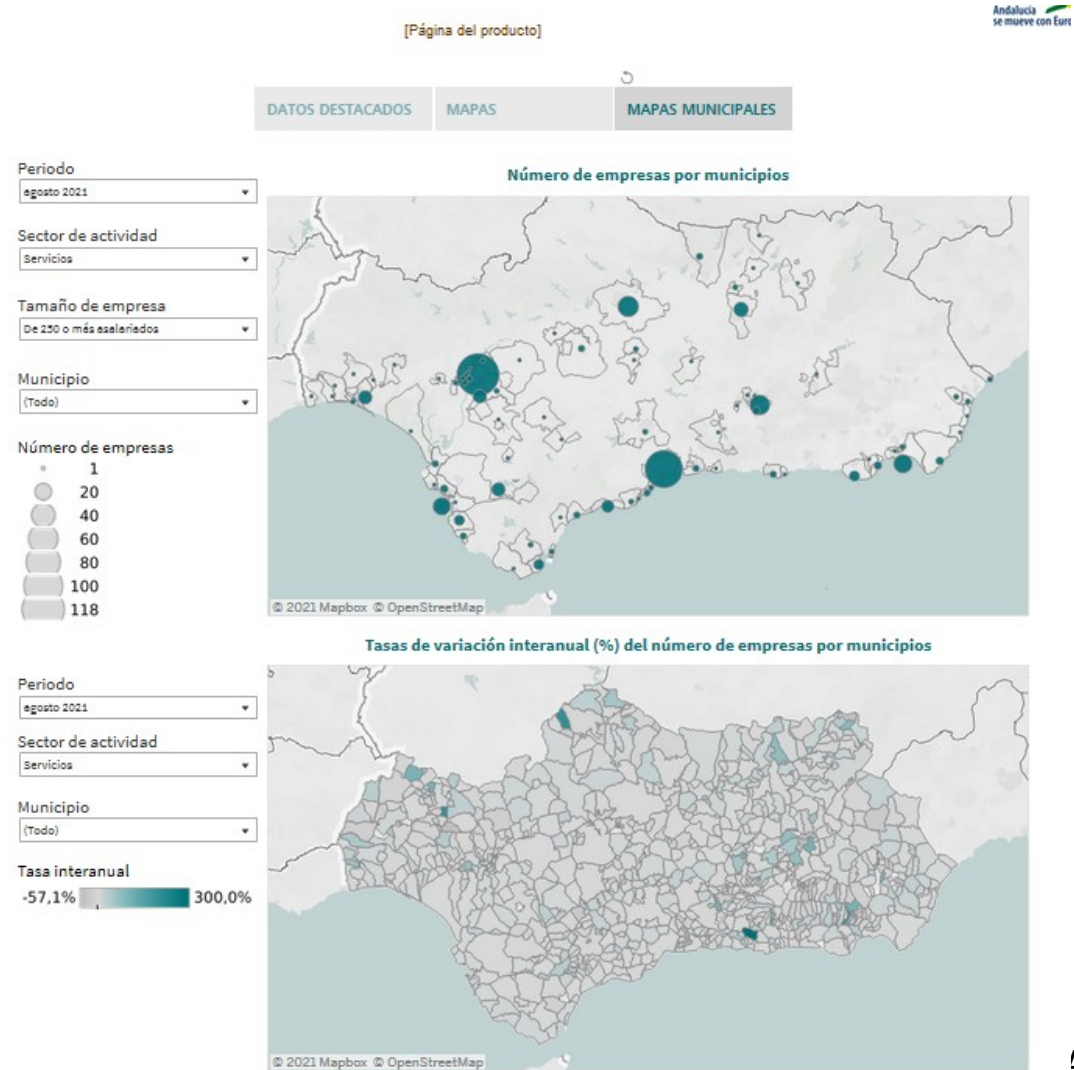 Andalucía
se mueve con Euro
[Página del producto]
DATOS DESTACADOS
MAPAS
MAPAS MUNICIPALES
Periodo
agosto 2021
Sector de actividad
Servicios
Tamaño de empresa
De 250 o más asalariados
Municipio
(Todo)
Número de empresas
1
20
40
60
80
100
118
Número de empresas por municipios
© 2021 Mapbox © OpenStreetMap
Tasas de variación interanual (%) del número de empresas por municipios
Periodo
agosto 2021
Sector de actividad
Servicios
Municipio
(Todo)
Tasa interanual
-57,1%
300,0%
© 2021 Mapbox © OpenStreetMap